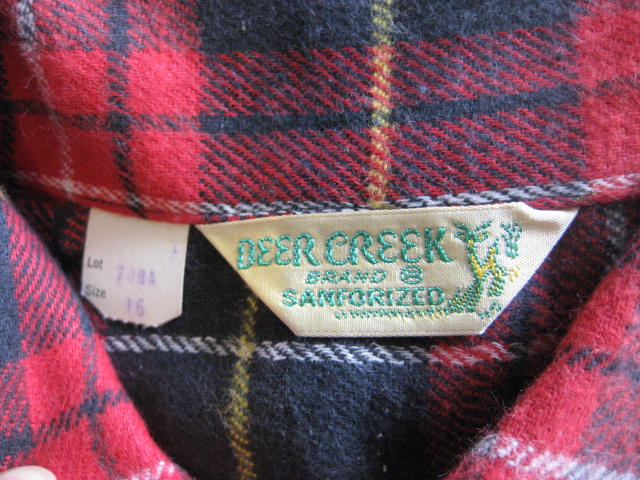 Lot 708A
Size 16
DEER CREEK
BRAND ®
SANFORIZED